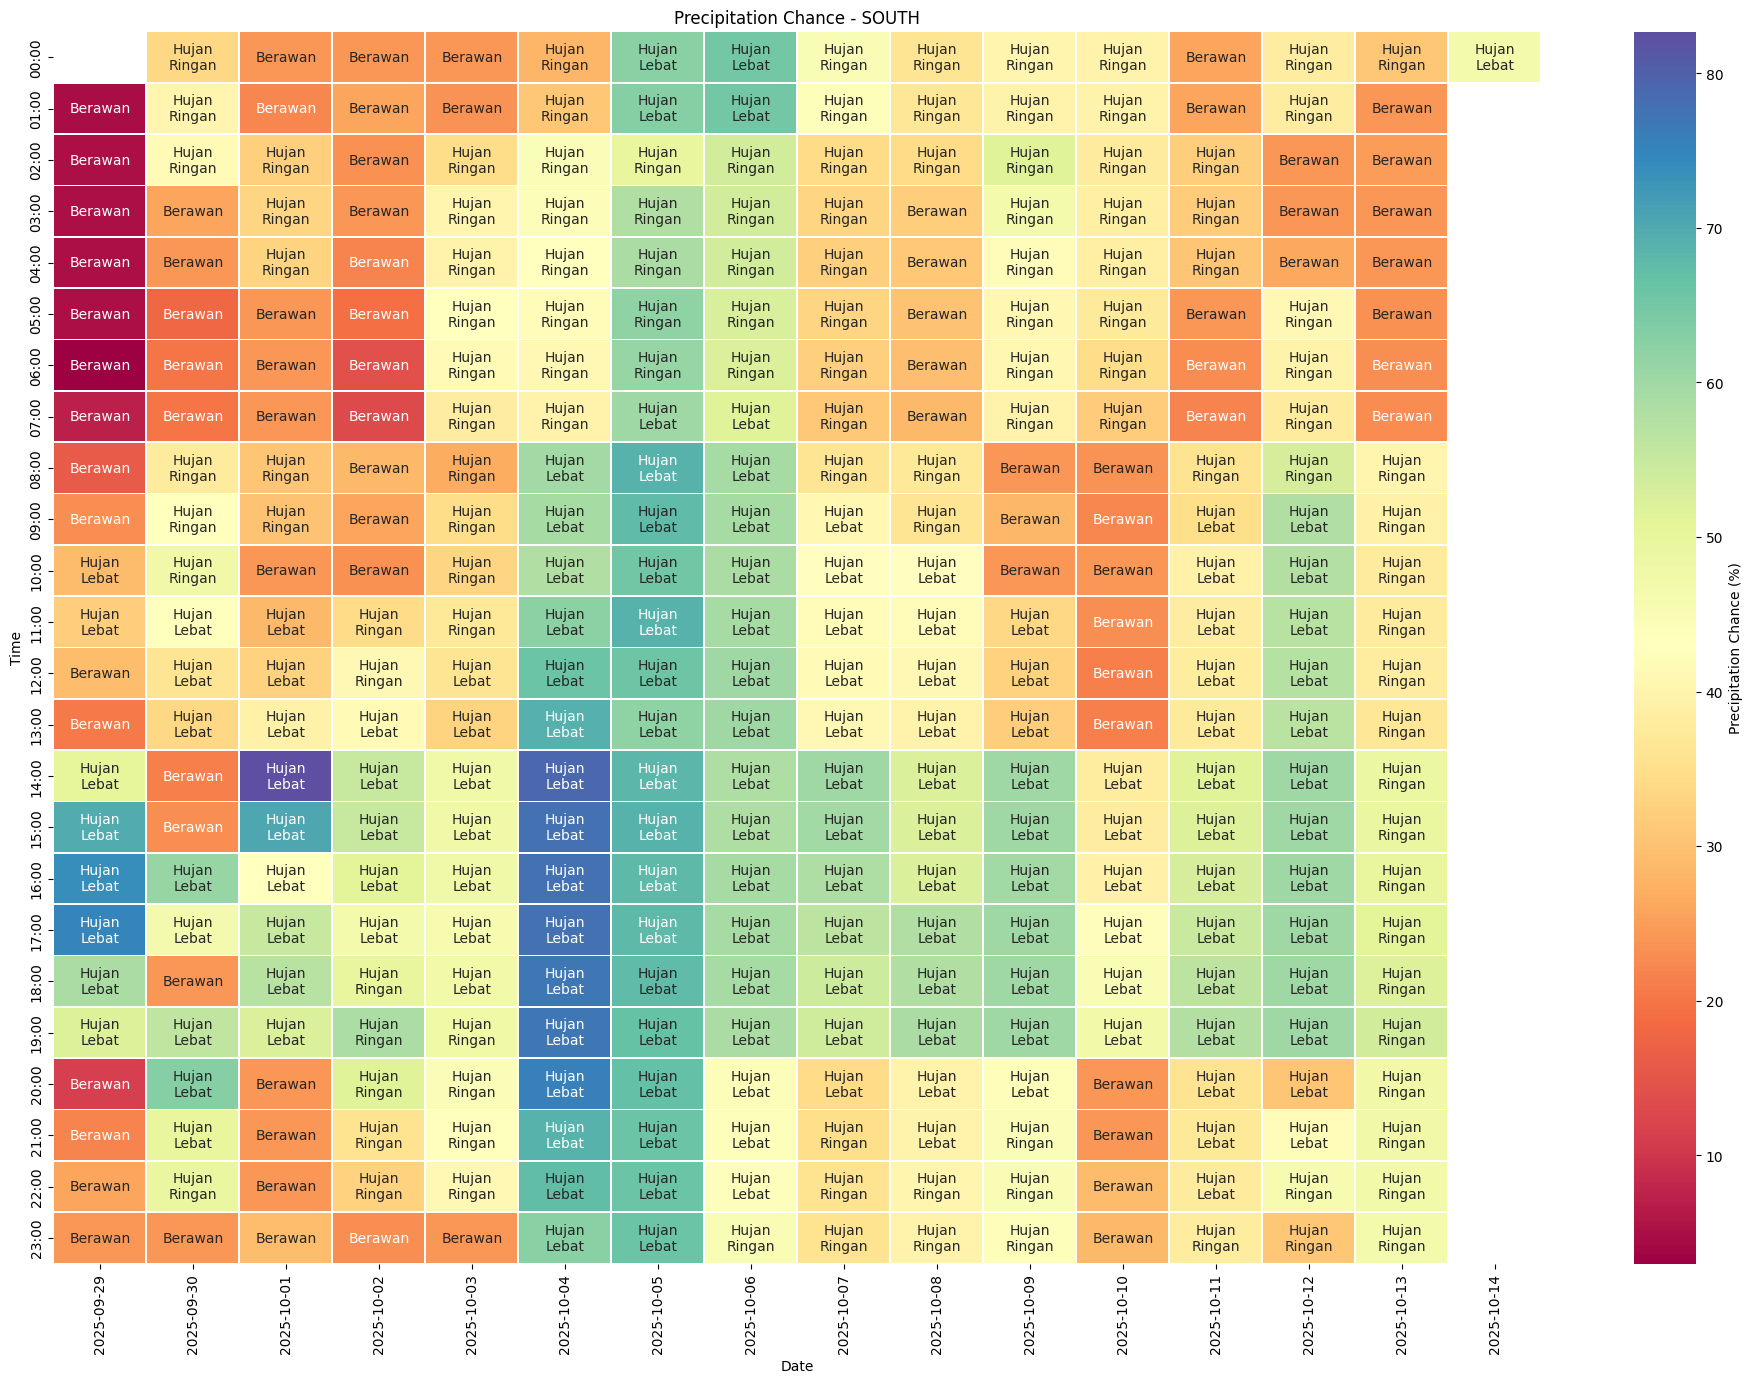 Precipitation Chance - SOUTH
00:00 Hujan Ringan Berawan Berawan Berawan Hujan Ringan Hujan Lebat Hujan Lebat Hujan Ringan Hujan Ringan Hujan Ringan Hujan Ringan Berawan Hujan Ringan Hujan Ringan Hujan Lebat
01:00 Berawan Hujan Ringan Berawan Berawan Berawan Hujan Ringan Hujan Lebat Hujan Lebat Hujan Ringan Hujan Ringan Hujan Ringan Hujan Ringan Berawan Hujan Ringan Berawan
02:00 Berawan Hujan Ringan Hujan Ringan Berawan Hujan Ringan Hujan Ringan Hujan Ringan Hujan Ringan Hujan Ringan Hujan Ringan Hujan Ringan Hujan Ringan Hujan Ringan Berawan Berawan
03:00 Berawan Berawan Hujan Ringan Berawan Hujan Ringan Hujan Ringan Hujan Ringan Hujan Ringan Hujan Ringan Berawan Hujan Ringan Hujan Ringan Hujan Ringan Berawan Berawan
04:00 Berawan Berawan Hujan Ringan Berawan Hujan Ringan Hujan Ringan Hujan Ringan Hujan Ringan Hujan Ringan Berawan Hujan Ringan Hujan Ringan Hujan Ringan Berawan Berawan
05:00 Berawan Berawan Berawan Berawan Hujan Ringan Hujan Ringan Hujan Ringan Hujan Ringan Hujan Ringan Berawan Hujan Ringan Hujan Ringan Berawan Hujan Ringan Berawan
06:00 Berawan Berawan Berawan Berawan Hujan Ringan Hujan Ringan Hujan Ringan Hujan Ringan Hujan Ringan Berawan Hujan Ringan Hujan Ringan Berawan Hujan Ringan Berawan
07:00 Berawan Berawan Berawan Berawan Hujan Ringan Hujan Ringan Hujan Lebat Hujan Lebat Hujan Ringan Berawan Hujan Ringan Hujan Ringan Berawan Hujan Ringan Berawan
08:00 Berawan Hujan Ringan Hujan Ringan Berawan Hujan Ringan Hujan Lebat Hujan Lebat Hujan Lebat Hujan Ringan Hujan Ringan Berawan Berawan Hujan Ringan Hujan Ringan Hujan Ringan
09:00 Berawan Hujan Ringan Hujan Ringan Berawan Hujan Ringan Hujan Lebat Hujan Lebat Hujan Lebat Hujan Lebat Hujan Ringan Berawan Berawan Hujan Lebat Hujan Lebat Hujan Ringan
10:00 Hujan Lebat Hujan Ringan Berawan Berawan Hujan Ringan Hujan Lebat Hujan Lebat Hujan Lebat Hujan Lebat Hujan Lebat Berawan Berawan Hujan Lebat Hujan Lebat Hujan Ringan
11:00 Hujan Lebat Hujan Lebat Hujan Lebat Hujan Ringan Hujan Ringan Hujan Lebat Hujan Lebat Hujan Lebat Hujan Lebat Hujan Lebat Hujan Lebat Berawan Hujan Lebat Hujan Lebat Hujan Ringan
12:00 Berawan Hujan Lebat Hujan Lebat Hujan Ringan Hujan Lebat Hujan Lebat Hujan Lebat Hujan Lebat Hujan Lebat Hujan Lebat Hujan Lebat Berawan Hujan Lebat Hujan Lebat Hujan Ringan
13:00 Berawan Hujan Lebat Hujan Lebat Hujan Lebat Hujan Lebat Hujan Lebat Hujan Lebat Hujan Lebat Hujan Lebat Hujan Lebat Hujan Lebat Berawan Hujan Lebat Hujan Lebat Hujan Ringan
14:00 Hujan Lebat Berawan Hujan Lebat Hujan Lebat Hujan Lebat Hujan Lebat Hujan Lebat Hujan Lebat Hujan Lebat Hujan Lebat Hujan Lebat Hujan Lebat Hujan Lebat Hujan Lebat Hujan Ringan
15:00 Hujan Lebat Berawan Hujan Lebat Hujan Lebat Hujan Lebat Hujan Lebat Hujan Lebat Hujan Lebat Hujan Lebat Hujan Lebat Hujan Lebat Hujan Lebat Hujan Lebat Hujan Lebat Hujan Ringan
16:00 Hujan Lebat Hujan Lebat Hujan Lebat Hujan Lebat Hujan Lebat Hujan Lebat Hujan Lebat Hujan Lebat Hujan Lebat Hujan Lebat Hujan Lebat Hujan Lebat Hujan Lebat Hujan Lebat Hujan Ringan
17:00 Hujan Lebat Hujan Lebat Hujan Lebat Hujan Lebat Hujan Lebat Hujan Lebat Hujan Lebat Hujan Lebat Hujan Lebat Hujan Lebat Hujan Lebat Hujan Lebat Hujan Lebat Hujan Lebat Hujan Ringan
18:00 Hujan Lebat Berawan Hujan Lebat Hujan Ringan Hujan Lebat Hujan Lebat Hujan Lebat Hujan Lebat Hujan Lebat Hujan Lebat Hujan Lebat Hujan Lebat Hujan Lebat Hujan Lebat Hujan Ringan
19:00 Hujan Lebat Hujan Lebat Hujan Lebat Hujan Ringan Hujan Ringan Hujan Lebat Hujan Lebat Hujan Lebat Hujan Lebat Hujan Lebat Hujan Lebat Hujan Lebat Hujan Lebat Hujan Lebat Hujan Ringan
20:00 Berawan Hujan Lebat Berawan Hujan Ringan Hujan Ringan Hujan Lebat Hujan Lebat Hujan Lebat Hujan Lebat Hujan Lebat Hujan Lebat Berawan Hujan Lebat Hujan Lebat Hujan Ringan
21:00 Berawan Hujan Lebat Berawan Hujan Ringan Hujan Ringan Hujan Lebat Hujan Lebat Hujan Lebat Hujan Ringan Hujan Lebat Hujan Ringan Berawan Hujan Lebat Hujan Lebat Hujan Ringan
22:00 Berawan Hujan Ringan Berawan Hujan Ringan Hujan Ringan Hujan Lebat Hujan Lebat Hujan Lebat Hujan Ringan Hujan Ringan Hujan Ringan Berawan Hujan Lebat Hujan Ringan Hujan Ringan
23:00 Berawan Berawan Berawan Berawan Berawan Hujan Lebat Hujan Lebat Hujan Ringan Hujan Ringan Hujan Ringan Hujan Ringan Berawan Hujan Ringan Hujan Ringan Hujan Ringan
Time
2025-09-29 2025-09-30 2025-10-01 2025-10-02 2025-10-03 2025-10-04 2025-10-05 2025-10-06 2025-10-07 2025-10-08 2025-10-09 2025-10-10 2025-10-11 2025-10-12 2025-10-13 2025-10-14
Date
80
70
60
50
40
30
20
10
Precipitation Chance (%)